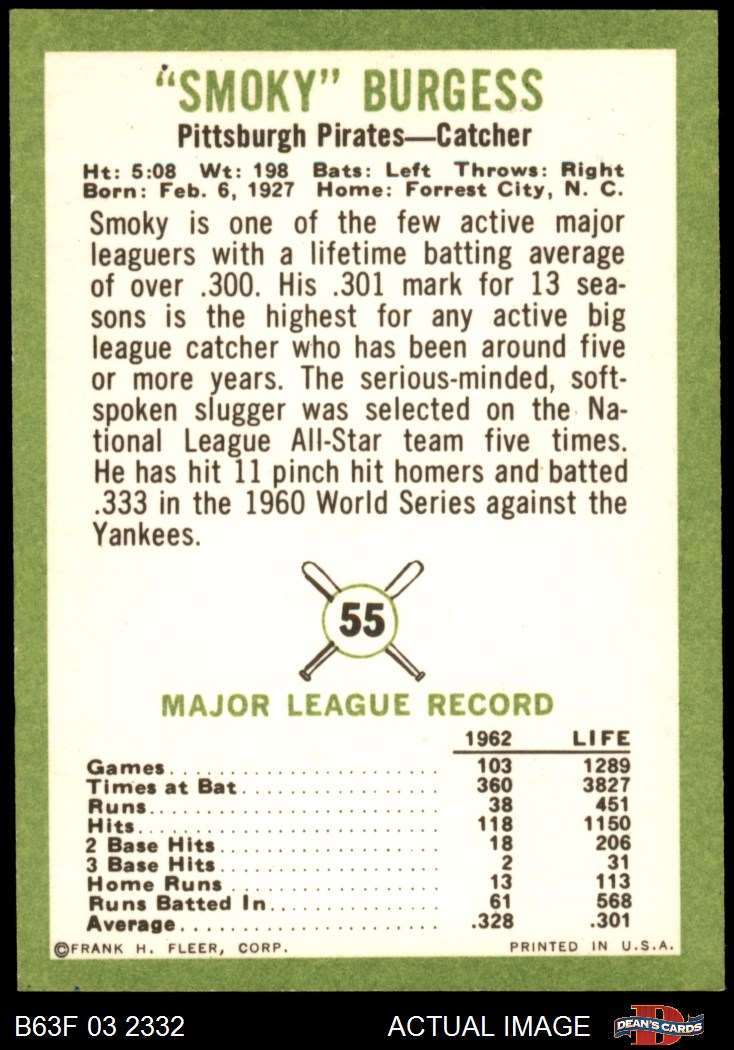 “SMOKY” BURGESS
Pittsburgh Pirates—Catcher
Ht: 5:08 Wt: 198 Bats: Left Throws: Right
Born: Feb. 6, 1927 Home: Forrest City, N. C.
Smoky is one of the few active major
leaguers with a lifetime batting average
of over .300. His .301 mark for 13 sea-
sons is the highest for any active big
league catcher who has been around five
or more years. The serious-minded, soft-
spoken slugger was selected on the Na-
tional League All-Star team five times.
He has hit 11 pinch hit homers and batted
.333 in the 1960 World Series against the
Yankees.
55
MAJOR LEAGUE RECORD
1962 LIFE
Games 103 1289
Times at Bat 360 3827
Runs 38 451
Hits 118 1150
2 Base Hits 18 206
3 Base Hits 2 31
Home Runs 13 113
Runs Batted In 61 568
Average .328 .301
©FRANK H. FLEER, CORP. PRINTED IN U.S.A.
B63F 03 2332 ACTUAL IMAGE DEAN'S CARDS